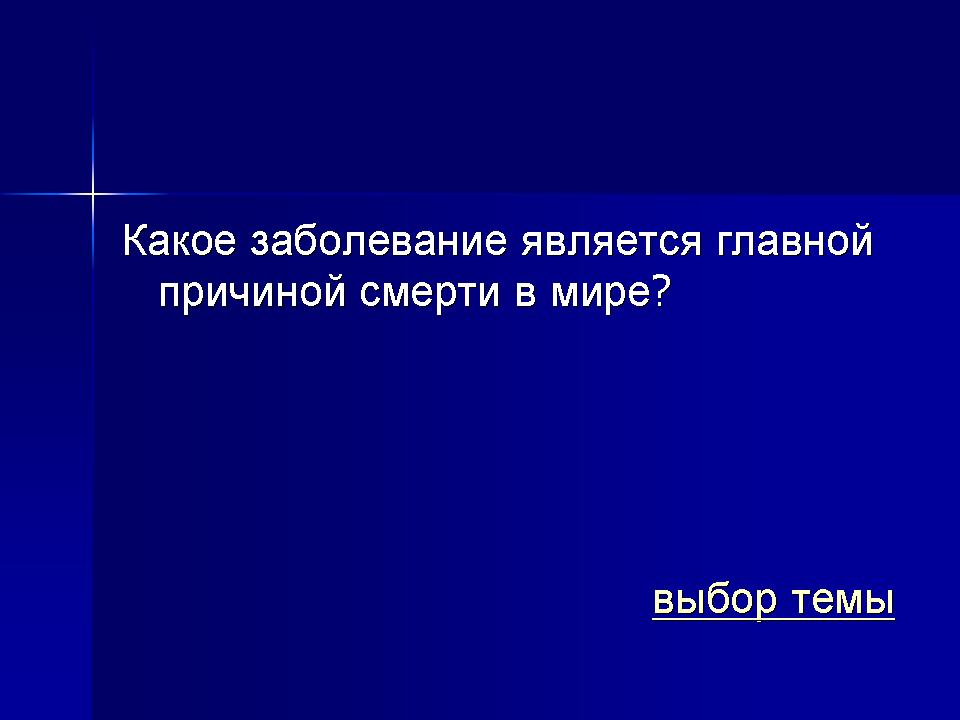 Какое заболевание является главной
причиной смерти в мире?
выбор темы